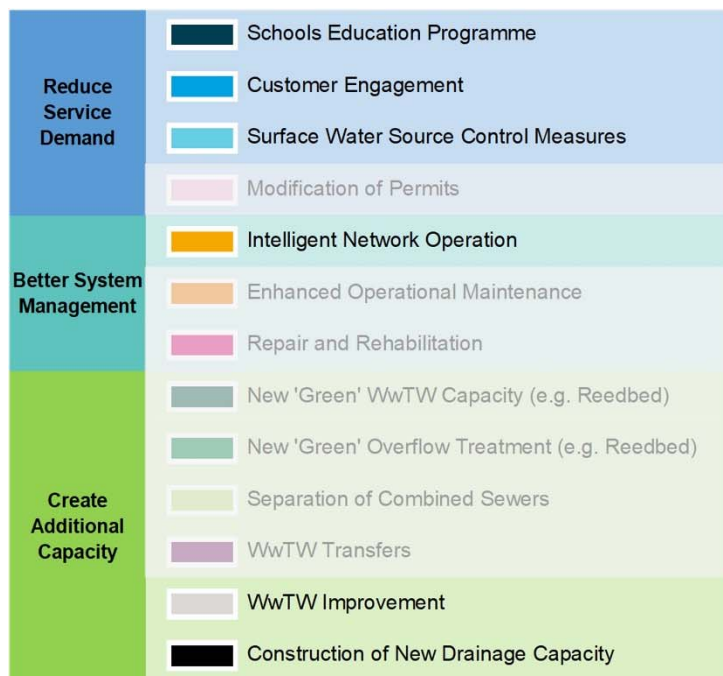 Reduce
Service
Demand
Schools Education Programme
Customer Engagement
Surface Water Source Control Measures
Modification of Permits
Better System
Management
Intelligent Network Operation
Enhanced Operational Maintenance
Repair and Rehabilitation
Create
Additional
Capacity
New 'Green' WwTW Capacity (e.g. Reedbed)
New 'Green' Overflow Treatment (e.g. Reedbed)
Separation of Combined Sewers
WwTW Transfers
WwTW Improvement
Construction of New Drainage Capacity